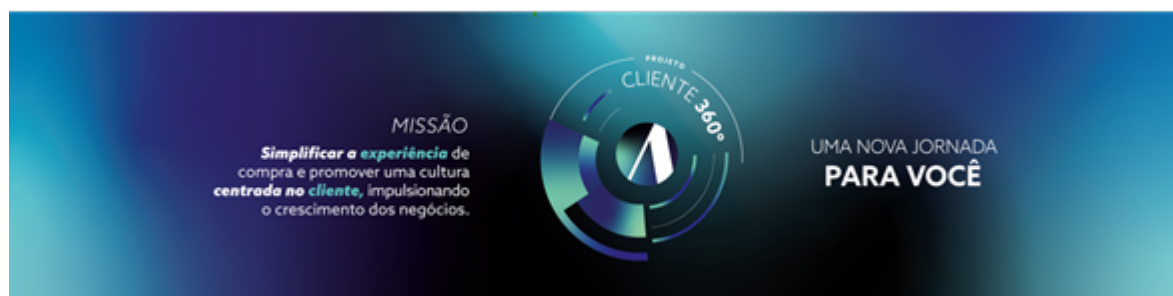 MISSÃO
Simplificar a experiência de
compra e promover uma cultura
centrada no cliente, impulsionando
o crescimento dos negócios.
PROJETO
CLIENTE 360º
UMA NOVA JORNADA
PARA VOCÊ